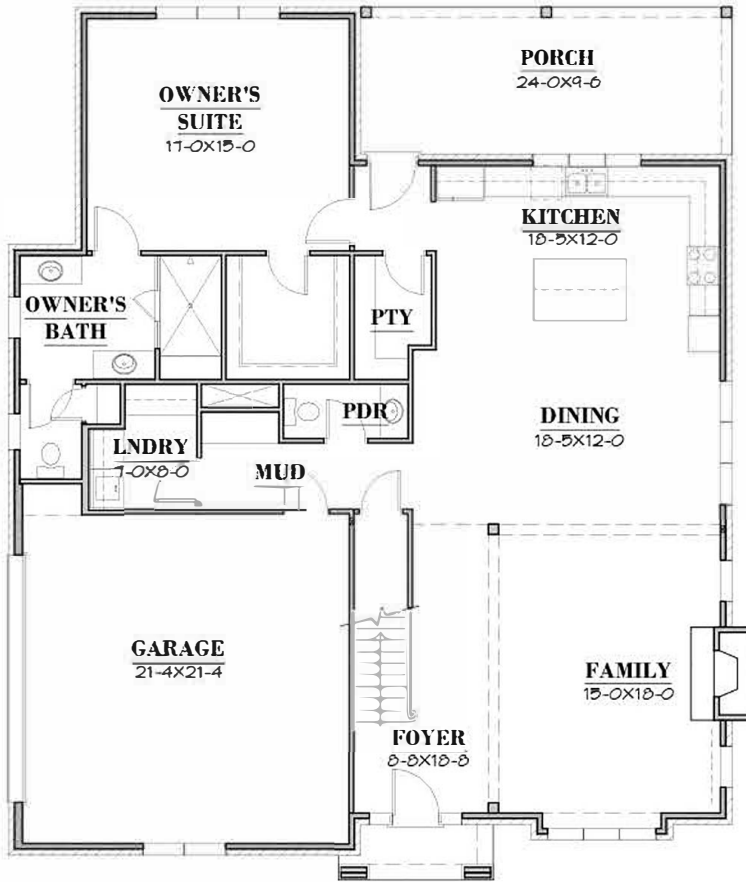 PORCH
24-0X9-6
OWNER'S
SUITE
17-0X15-0
KITCHEN
18-5X12-0
OWNER'S
BATH
PTY
PDR
DINING
18-5X12-0
LNDRY
7-0X8-0
MUD
GARAGE
21-4X21-4
FAMILY
15-0X18-0
FOYER
8-8X18-8